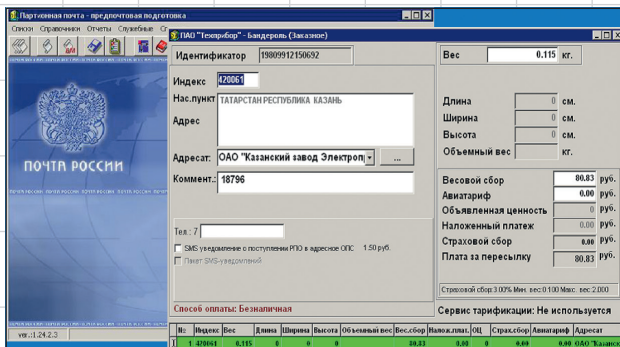 Партионная почта - предпочтовая подготовка
Списки Справочники Отчеты Служебные
ПАО "Техприбор" - Бандероль (Заказное)
Идентификатор 19809912150692
Вес 0.115 кг.
Индекс 420061
Нас.пункт ТАТАРСТАН РЕСПУБЛИКА КАЗАНЬ
Адрес
Длина 0 см.
Ширина 0 см.
Высота 0 см.
Объемный вес кг.
Адресат: ОАО "Казанский завод Электроп ...
Коммент.: 18796
ПОЧТА РОССИИ
Весовой сбор 80.83 руб.
Авиатариф 0.00 руб.
Объявленная ценность 0 руб.
Наложенный платеж 0.00 руб.
Страховой сбор 0.00 руб.
Плата за пересылку 80.83 руб.
Тел.: 7
SMS уведомление о поступлении РПО в адресное ОПС 1.50 руб.
Пакет SMS-уведомлений
Страховой сбор:3.00% Мин. вес:0.100 Макс. вес: 2.000
Способ оплаты: Безналичная
Сервис тарификации: Не используется
ver.:1.24.2.3
№ Индекс Вес Длина Ширина Высота Объемный вес Вес.сбор Налож.плат. ОЦ Страх.сбор Авиатариф Адресат
1 420061 0,115 0 0 0 80,83 0,00 0 0,00 0,00 ОАО "Казанск